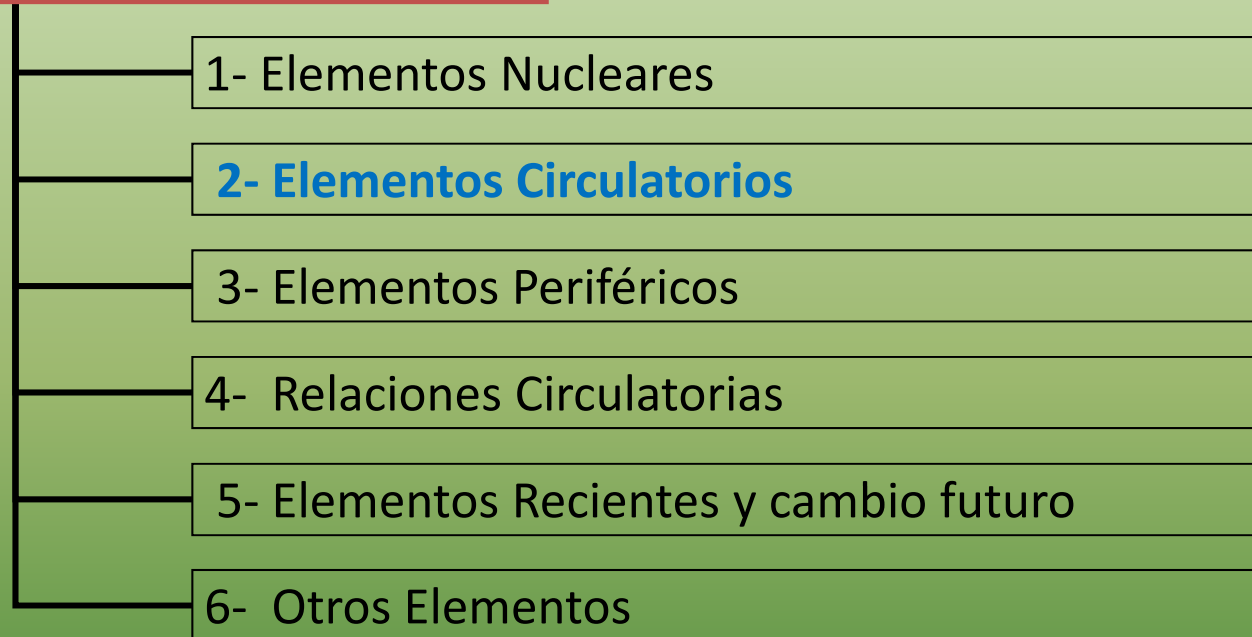 1- Elementos Nucleares
2- Elementos Circulatorios
3- Elementos Periféricos
4- Relaciones Circulatorias
5- Elementos Recientes y cambio futuro
6- Otros Elementos